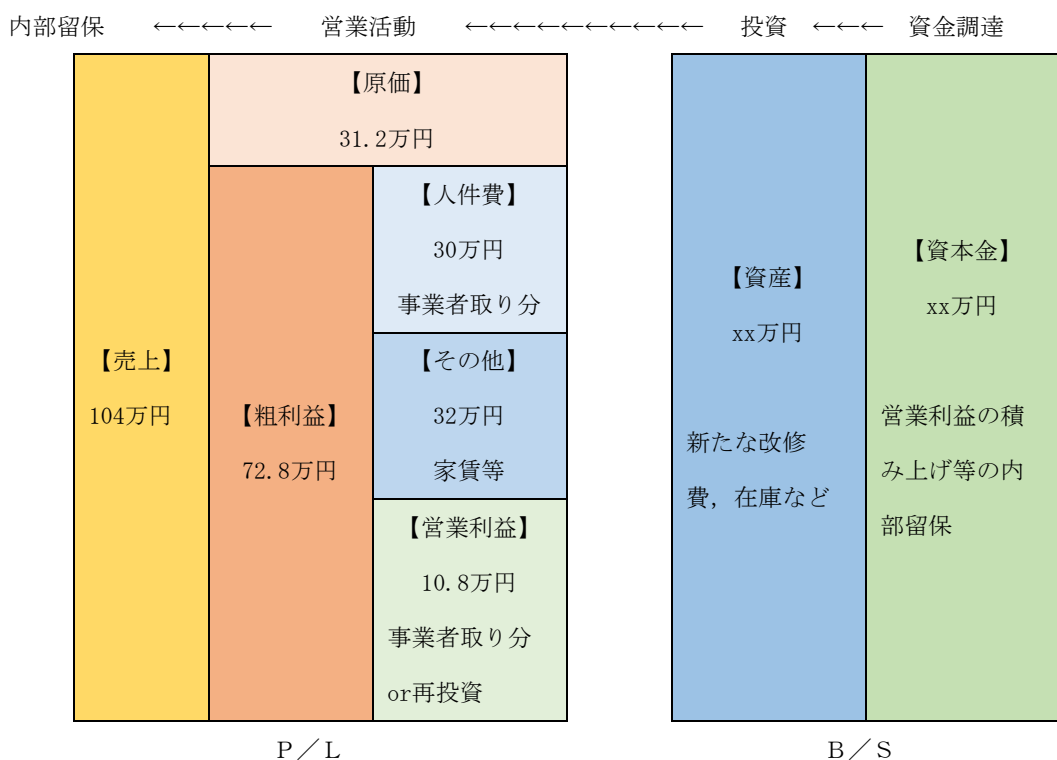 内部留保 ←←←←← 営業活動 ←←←←←←←←←← 投資 ←←← 資金調達
【原価】
31.2万円
【売上】
104万円
【粗利益】
72.8万円
【人件費】
30万円
事業者取り分
【その他】
32万円
家賃等
【営業利益】
10.8万円
事業者取り分
or再投資
【資産】
xx万円
新たな改修
費，在庫など
【資本金】
xx万円
営業利益の積
み上げ等の内
部留保
Ｐ／Ｌ
Ｂ／Ｓ